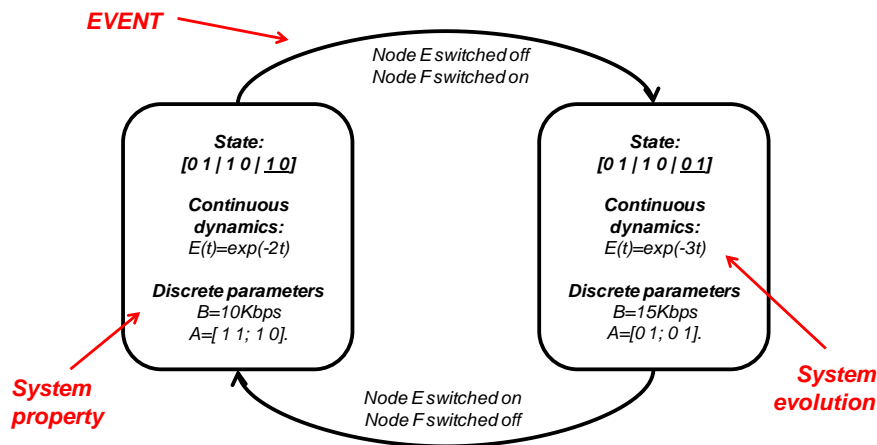 EVENT
Node E switched off
Node F switched on
State:
[0 1 | 1 0 | 1 0]
Continuous
dynamics:
E(t)=exp(-2t)
Discrete parameters
B=10Kbps
A=[ 1 1; 1 0].
State:
[0 1 | 1 0 | 0 1]
Continuous
dynamics:
E(t)=exp(-3t)
Discrete parameters
B=15Kbps
A=[0 1; 0 1].
System
property
Node E switched on
Node F switched off
System
evolution